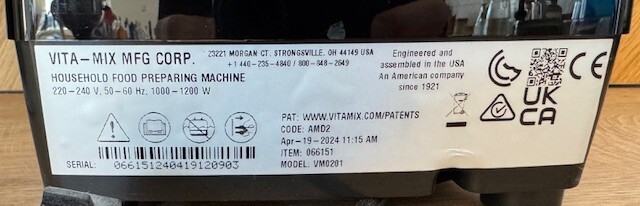 VITA-MIX MFG CORP.
23221 MORGAN CT. STRONGSVILLE, OH 44149 USA
+1 440-235-4840 / 800-848-2649
HOUSEHOLD FOOD PREPARING MACHINE
220-240 V, 50-60 Hz, 1000-1200 W
Engineered and
assembled in the USA
An American company
since 1921
CE
UK
CA
PAT: WWW.VITAMIX.COM/PATENTS
CODE: AMD2
Apr-19-2024 11:15 AM
ITEM: 066151
MODEL: VM0201
SERIAL: 066151240419120903